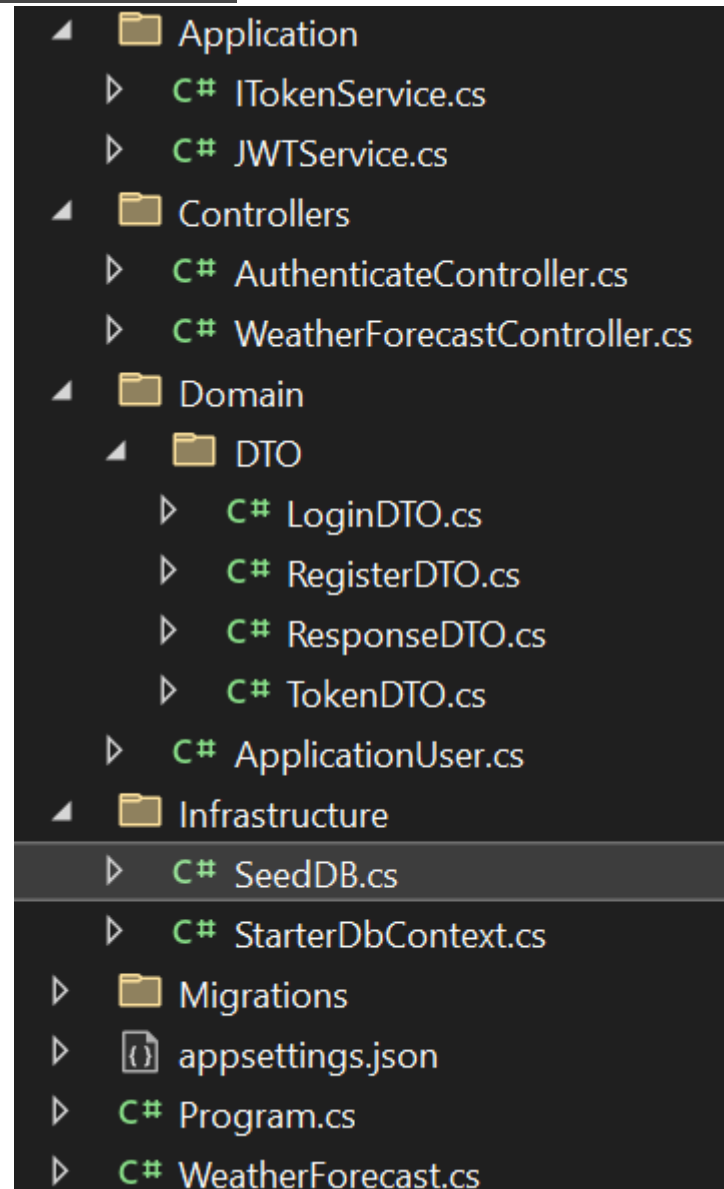 Application
C# ITokenService.cs
C# JWTService.cs
Controllers
C# AuthenticateController.cs
C# WeatherForecastController.cs
Domain
DTO
C# LoginDTO.cs
C# RegisterDTO.cs
C# ResponseDTO.cs
C# TokenDTO.cs
C# ApplicationUser.cs
Infrastructure
C# SeedDB.cs
C# StarterDbContext.cs
Migrations
appsettings.json
C# Program.cs
C# WeatherForecast.cs